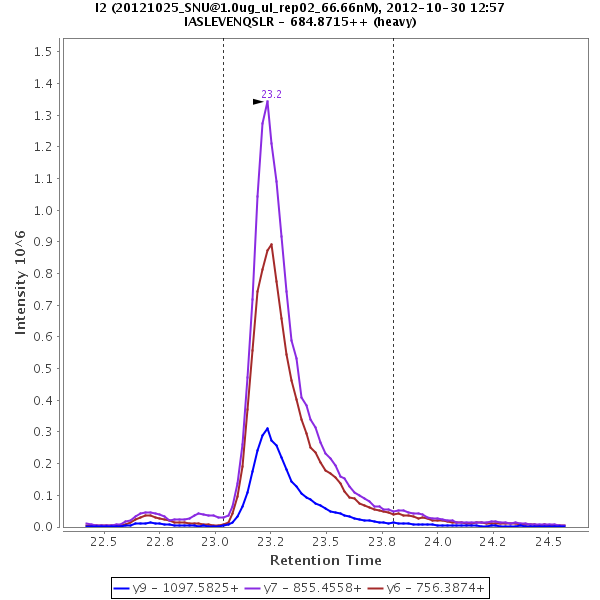 I2 (20121025_SNU@1.0ug_ul_rep02_66.66nM), 2012-10-30 12:57
IASLEVENQSLR - 684.8715++ (heavy)
23.2
1.5
1.4
1.3
1.2
1.1
1.0
0.9
0.8
0.7
0.6
0.5
0.4
0.3
0.2
0.1
0.0
Intensity 10^6
22.5 22.8 23.0 23.2 23.5 23.8 24.0 24.2 24.5
Retention Time
y9 - 1097.5825+ y7 - 855.4558+ y6 - 756.3874+